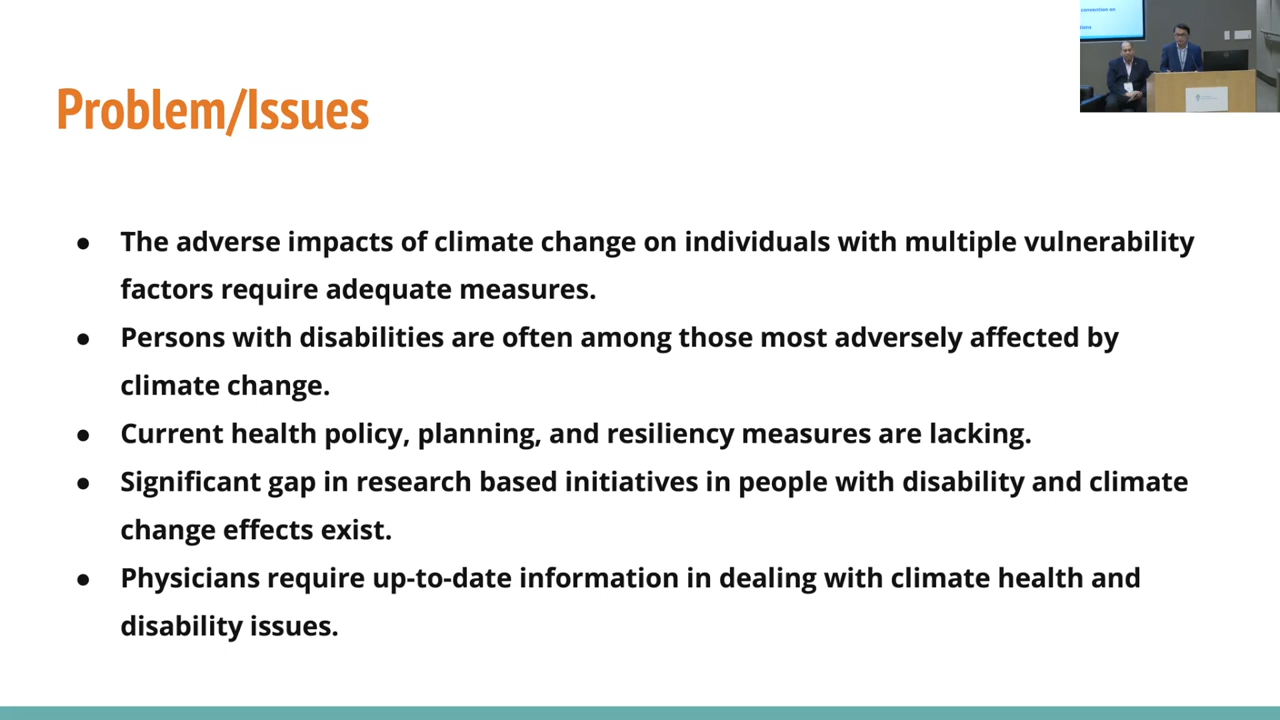 convention on
Problem/Issues
● The adverse impacts of climate change on individuals with multiple vulnerability
factors require adequate measures.
● Persons with disabilities are often among those most adversely affected by
climate change.
● Current health policy, planning, and resiliency measures are lacking.
● Significant gap in research based initiatives in people with disability and climate
change effects exist.
● Physicians require up-to-date information in dealing with climate health and
disability issues.